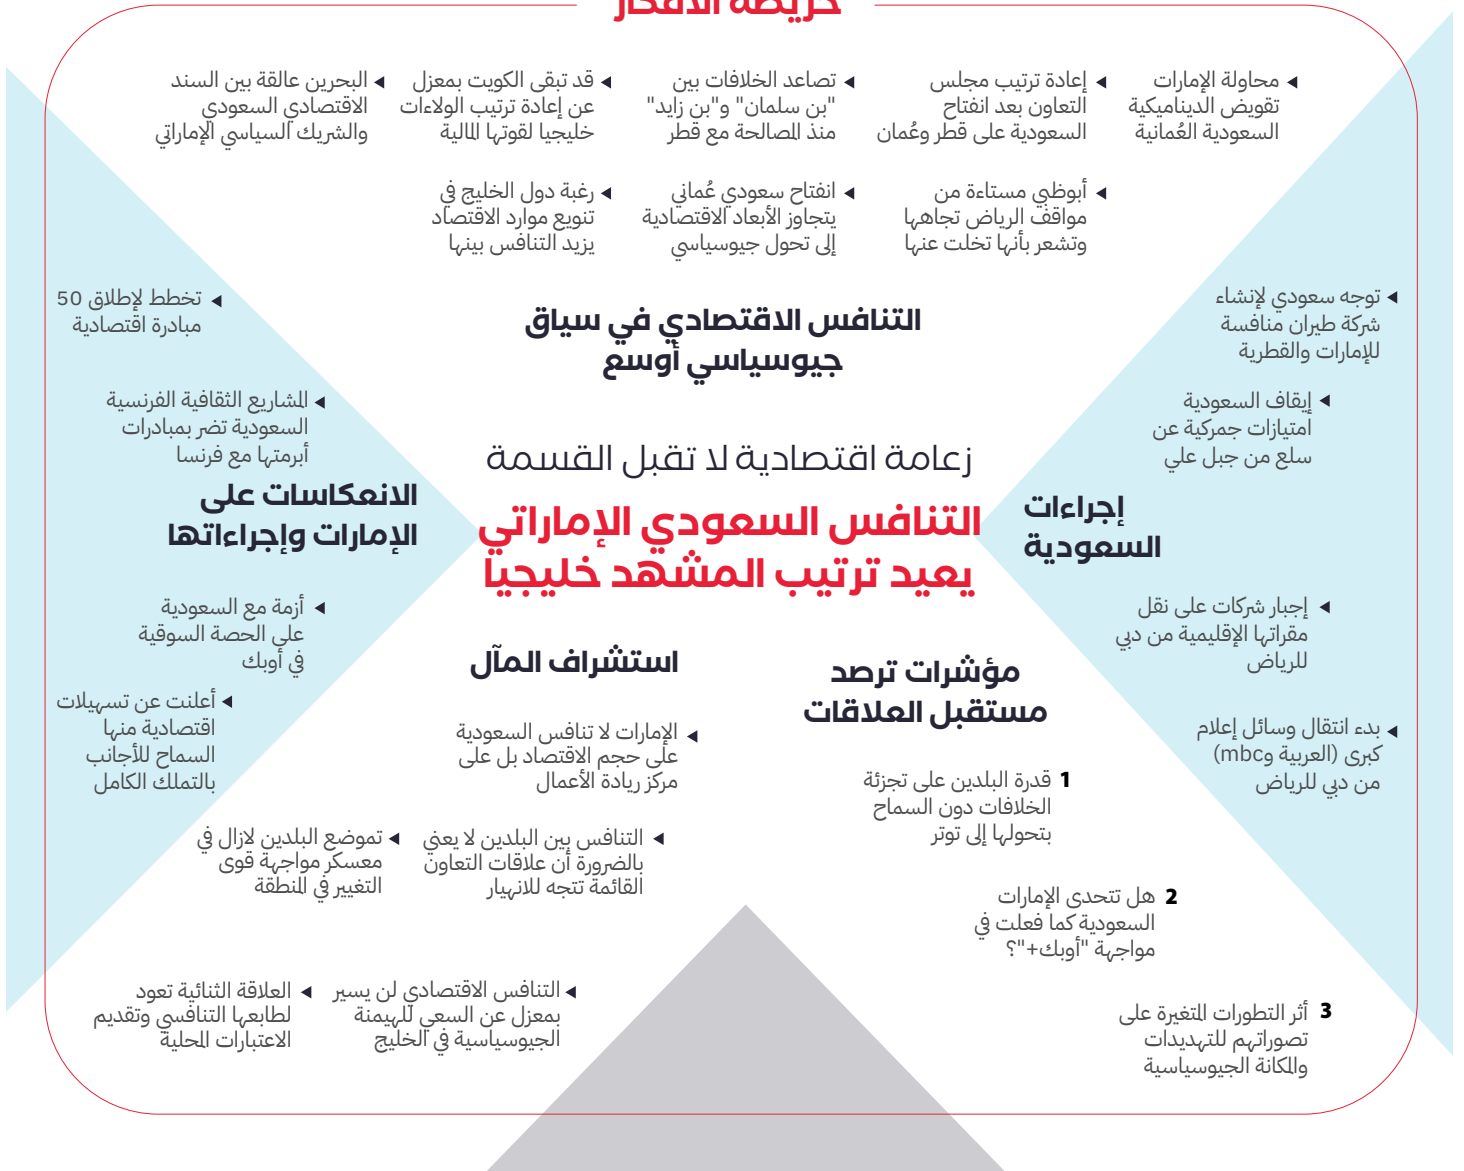 خريطة الأفكار
محاولة الإمارات
تقويض الديناميكية
السعودية العُمانية
إعادة ترتيب مجلس
التعاون بعد انفتاح
السعودية على قطر وعُمان
تصاعد الخلافات بين
"بن سلمان" و"بن زايد"
منذ المصالحة مع قطر
قد تبقى الكويت بمعزل
عن إعادة ترتيب الولاءات
خليجيا لقوتها المالية
البحرين عالقة بين السند
الاقتصادي السعودي
والشريك السياسي الإماراتي
أبوظبي مستاءة من
مواقف الرياض تجاهها
وتشعر بأنها تخلت عنها
انفتاح سعودي عُماني
يتجاوز الأبعاد الاقتصادية
إلى تحول جيوسياسي
رغبة دول الخليج في
تنويع موارد الاقتصاد
يزيد التنافس بينها
التنافس الاقتصادي في سياق
جيوسياسي أوسع
زعامة اقتصادية لا تقبل القسمة
التنافس السعودي الإماراتي
يعيد ترتيب المشهد خليجيا
توجه سعودي لإنشاء
شركة طيران منافسة
للإمارات والقطرية
إيقاف السعودية
امتيازات جمركية عن
سلع من جبل علي
إجراءات
السعودية
إجبار شركات على نقل
مقراتها الإقليمية من دبي
للرياض
بدء انتقال وسائل إعلام
كبرى (العربية وmbc)
من دبي للرياض
تخطط لإطلاق 50
مبادرة اقتصادية
المشاريع الثقافية الفرنسية
السعودية تضر بمبادرات
أبرمتها مع فرنسا
الانعكاسات على
الإمارات وإجراءاتها
أزمة مع السعودية
على الحصة السوقية
في أوبك
أعلنت عن تسهيلات
اقتصادية منها
السماح للأجانب
بالتملك الكامل
مؤشرات ترصد
مستقبل العلاقات
1 قدرة البلدين على تجزئة
الخلافات دون السماح
بتحولها إلى توتر
2 هل تتحدى الإمارات
السعودية كما فعلت في
مواجهة "أوبك+"؟
3 أثر التطورات المتغيرة على
تصوراتهم للتهديدات
والمكانة الجيوسياسية
استشراف المآل
الإمارات لا تنافس السعودية
على حجم الاقتصاد بل على
مركز ريادة الأعمال
التنافس بين البلدين لا يعني
بالضرورة أن علاقات التعاون
القائمة تتجه للانهيار
تموضع البلدين لازال في
معسكر مواجهة قوى
التغيير في المنطقة
التنافس الاقتصادي لن يسير
بمعزل عن السعي للهيمنة
الجيوسياسية في الخليج
العلاقة الثنائية تعود
لطابعها التنافسي وتقديم
الاعتبارات المحلية